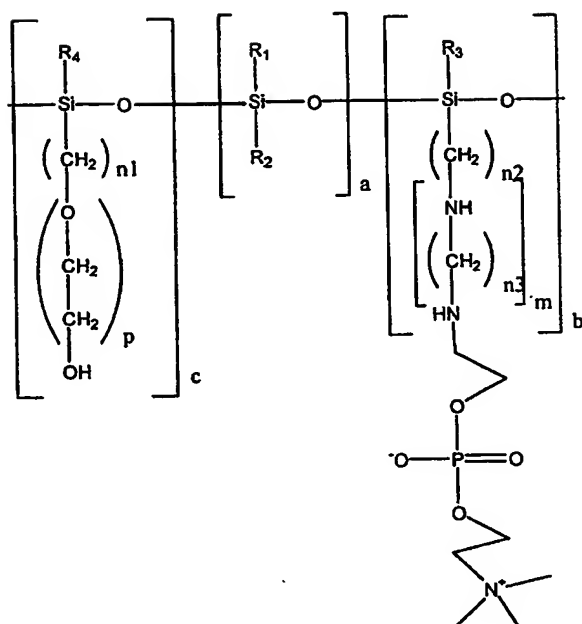 R4 R1 R3
Si O Si O Si O
(CH2)n1 R2 (CH2)n2
a
O NH
CH2 (CH2)n3
m
CH2 p HN b
OH c
O
-O P O
O
N+